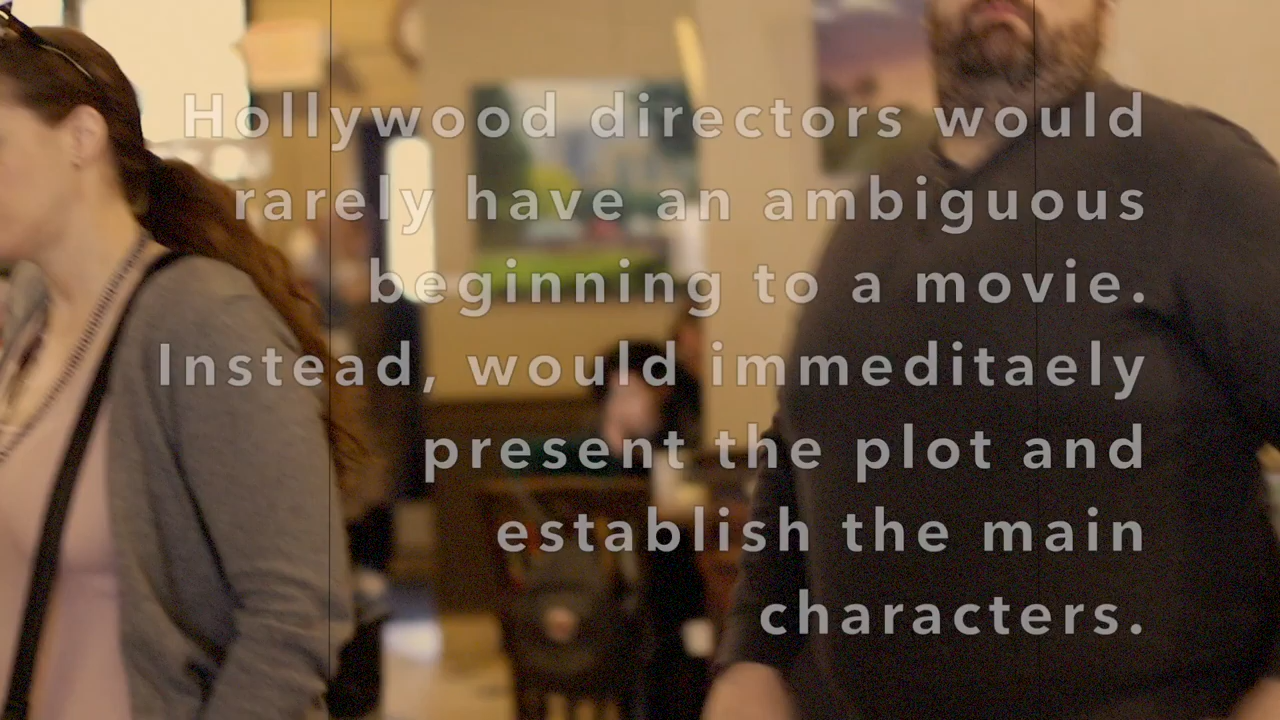 Hollywood directors would
rarely have an ambiguous
beginning to a movie.
Instead, would immeditaely
present the plot and
establish the main
characters.